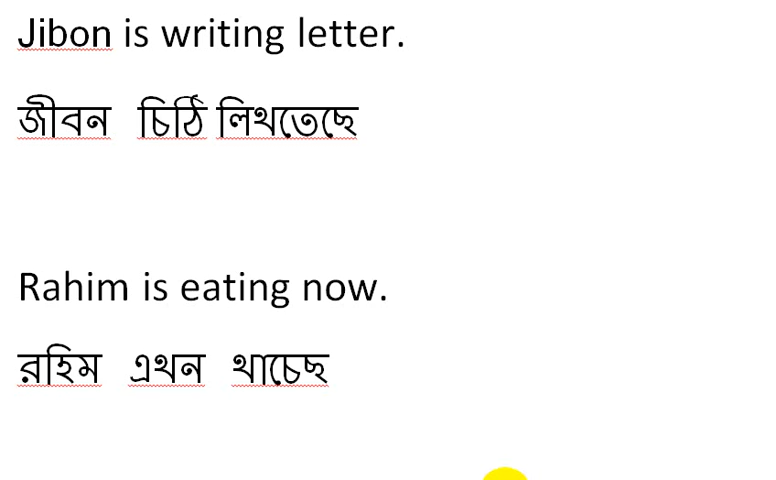 Jibon is writing letter.
জীবন চিঠি লিখতেছে
Rahim is eating now.
রহিম এখন খাচেছ